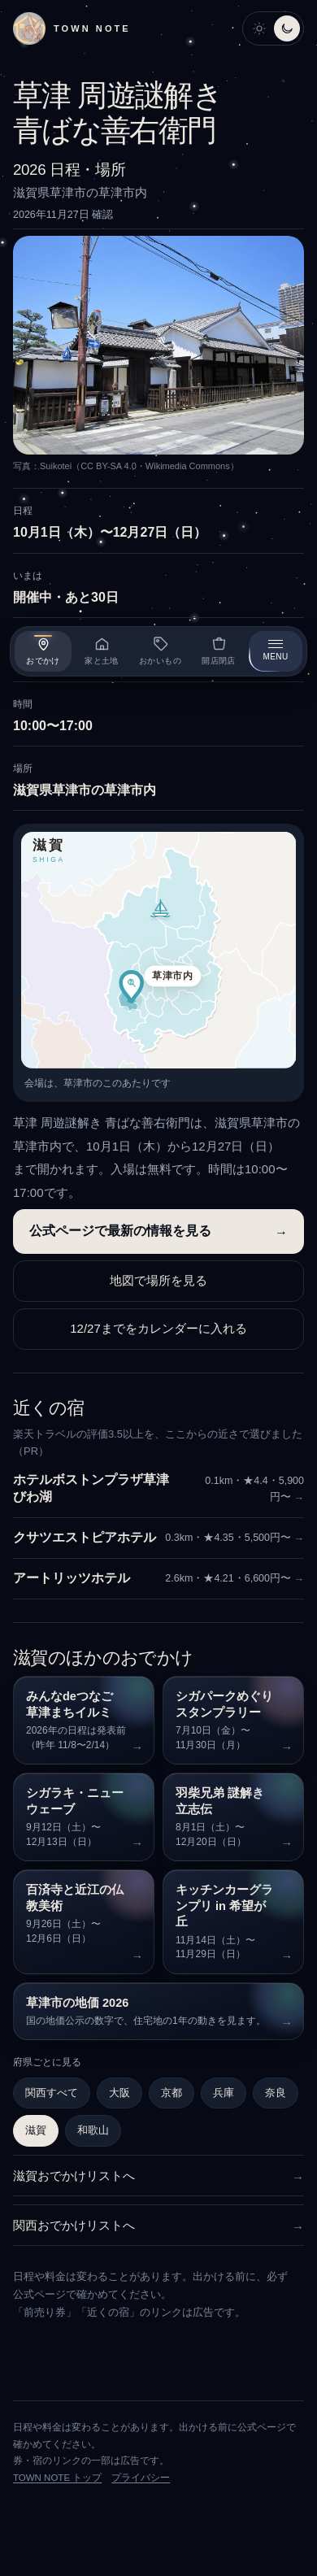 TOWN NOTE
草津 周遊謎解き
青ばな善右衛門
2026 日程・場所
滋賀県草津市の草津市内
2026年11月27日 確認
写真：Suikotei（CC BY-SA 4.0・Wikimedia Commons）
日程
10月1日（木）〜12月27日（日）
いまは
開催中・あと30日
おでかけ
家と土地
おかいもの
開店閉店
MENU
時間
10:00〜17:00
場所
滋賀県草津市の草津市内
滋賀
SHIGA
草津市内
会場は、草津市のこのあたりです
草津 周遊謎解き 青ばな善右衛門は、滋賀県草津市の
草津市内で、10月1日（木）から12月27日（日）
まで開かれます。入場は無料です。時間は10:00〜
17:00です。
公式ページで最新の情報を見る →
地図で場所を見る
12/27までをカレンダーに入れる
近くの宿
楽天トラベルの評価3.5以上を、ここからの近さで選びました
（PR）
ホテルボストンプラザ草津
びわ湖
0.1km・★4.4・5,900
円〜 →
クサツエストピアホテル 0.3km・★4.35・5,500円〜 →
アートリッツホテル 2.6km・★4.21・6,600円〜 →
滋賀のほかのおでかけ
みんなdeつなご
草津まちイルミ
2026年の日程は発表前
（昨年 11/8〜2/14） →
シガパークめぐり
スタンプラリー
7月10日（金）〜
11月30日（月） →
シガラキ・ニュー
ウェーブ
9月12日（土）〜
12月13日（日） →
羽柴兄弟 謎解き
立志伝
8月1日（土）〜
12月20日（日） →
百済寺と近江の仏
教美術
9月26日（土）〜
12月6日（日）
→
キッチンカーグラ
ンプリ in 希望が
丘
11月14日（土）〜
11月29日（日） →
草津市の地価 2026
国の地価公示の数字で、住宅地の1年の動きを見ます。 →
府県ごとに見る
関西すべて
大阪
京都
兵庫
奈良
滋賀
和歌山
滋賀おでかけリストへ →
関西おでかけリストへ →
日程や料金は変わることがあります。出かける前に、必ず
公式ページで確かめてください。
「前売り券」「近くの宿」のリンクは広告です。
日程や料金は変わることがあります。出かける前に公式ページで
確かめてください。
券・宿のリンクの一部は広告です。
TOWN NOTE トップ プライバシー